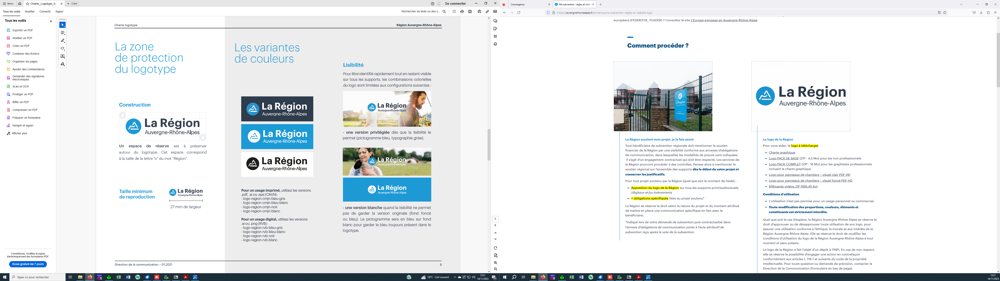 Menu
Charte_Logotype_0...
Créer
Se connecter
Tous les outils
Modifier
Convertir
Signer
Rechercher du texte ou des o...
Tous les outils
Exporter un PDF
Modifier un PDF
Créer un PDF
Combiner des fichiers
Organiser les pages
Ajouter des commentaires
Demander des signatures
électroniques
Scan et OCR
Protéger un PDF
Biffer un PDF
Compresser un PDF
Préparer un formulaire
Remplir et signer
Afficher plus
Convertissez, modifiez et signez
électroniquement des formulaires PDF.
Essai gratuit de 7 jours
Charte logotype
Région Auvergne-Rhône-Alpes
La zone
de protection
du logotype
Construction
La Région
Auvergne-Rhône-Alpes
Un espace de réserve est à préserver
autour du logotype. Cet espace correspond
à la taille de la lettre "o" du mot "Région".
Taille minimum
de reproduction
La Région
Auvergne-Rhône-Alpes
27 mm de largeur
Les variantes
de couleurs
La Région
Auvergne-Rhône-Alpes
La Région
Auvergne-Rhône-Alpes
La Région
Auvergne-Rhône-Alpes
Pour un usage imprimé, utilisez les versions
.pdf, .ai ou .eps (CMJN) :
- logo-region-cmjn-bleu-gris
- logo-region-cmjn-bleu-blanc
- logo-region-cmjn-noir
- logo-region-cmjn-blanc
Pour un usage digital, utilisez les versions
.ai ou .png (RVB) :
- logo-region-rvb-bleu-gris
- logo-region-rvb-bleu-blanc
- logo-region-rvb-noir
- logo-region-rvb-blanc
Lisibilité
Pour être identifié rapidement tout en restant visible
sur tous les supports, les combinaisons colorielles
du logo sont limitées aux configurations suivantes :
La Région
Auvergne-Rhône-Alpes
- une version privilégiée dès que la lisibilité le
permet (pictogramme bleu, typographie grise).
La Région
Auvergne-Rhône-Alpes
La Région
Auvergne-Rhône-Alpes
- une version blanche quand la lisibilité ne permet
pas de garder la version originale (fond foncé
ou bleu). Le pictogramme sera en bleu sur fond
blanc pour garder le bleu toujours présent dans le
logotype.
Direction de la communication – 01.2021
5
5
8
Taper ici pour rechercher
18°C Ciel couvert
15:21
14/11/2023
Convergence
Ma subvention : règles et visibil
https://auvergnerhonealpes.fr/contenus/ma-subvention-regles-et-visibilite-logo
européens (FEDER/FSE, FEADER) ? Consultez le site L'Europe s'engage en Auvergne-Rhône-Alpes
Comment procéder ?
La Région
La Région soutient mon projet, je le fais savoir
Tout bénéficiaire de subvention régionale doit mentionner le soutien
financier de la Région par une visibilité conforme aux annexes d'obligations
de communication, dans lesquelles les modalités de preuve sont indiquées.
Il s'agit d'un engagement contractuel qui doit être respecté. Les services de
la Région pourront procéder à des contrôles. Pensez alors à mentionner le
soutien régional sur l'ensemble des supports dès le début de votre projet et
conserver les justificatifs.
Pour tout projet soutenu par la Région (quel que soit le montant de l'aide) :
Apposition du logo de la Région sur tous les supports print/audiovisuels
/digitaux et/ou évènements
+ obligations spécifiques liées au projet soutenu*
La Région se réserve le droit selon la nature du projet et du montant attribué
de mettre en place une communication spécifique en lien avec le
bénéficiaire.
*indiqué lors de votre demande de subvention puis contractualisé dans
l'annexe d'obligations de communication jointe à l'acte attributif de
subvention reçu après le vote de la subvention.
La Région
Auvergne-Rhône-Alpes
Le logo de la Région
Pour vous aider, le logo à télécharger.
Charte graphique
Logo PACK DE BASE (ZIP - 4,5 Mo) pour les non professionnels
Logo PACK COMPLET (ZIP - 16 Mo) pour les graphistes professionnels
incluant la charte graphique
Logo pour panneaux de chantiers – visuel clair PDF HD
Logo pour panneaux de chantiers – visuel foncé PDF HD
Billboards vidéos ZIP (985.45 Ko)
Conditions d'utilisation
L'utilisation n'est pas permise pour un usage personnel ou commercial.
Toute modification des proportions, couleurs, éléments et
constituants est strictement interdite.
Quel que soit le cas d'espèce, la Région Auvergne-Rhône-Alpes se réserve le
droit d'approuver ou de désapprouver toute utilisation de son logo, pour
assurer une utilisation conforme à l'éthique, la morale et aux intérêts de la
Région Auvergne-Rhône-Alpes. Elle se réserve le droit de modifier les
conditions d'utilisation du logo de la Région Auvergne-Rhône-Alpes à tout
moment et sans préavis.
Le logo de la Région a fait l'objet d'un dépôt à l'INPI. En cas de non respect,
elle se réserve la possibilité d'engager une action en contrefaçon
conformément aux articles L 716-1 et suivants du code de la propriété
intellectuelle. Pour toute question ou demande de précision, contacter la
Direction de la Communication (Formulaire en bas de page).
15:21
14/11/2023